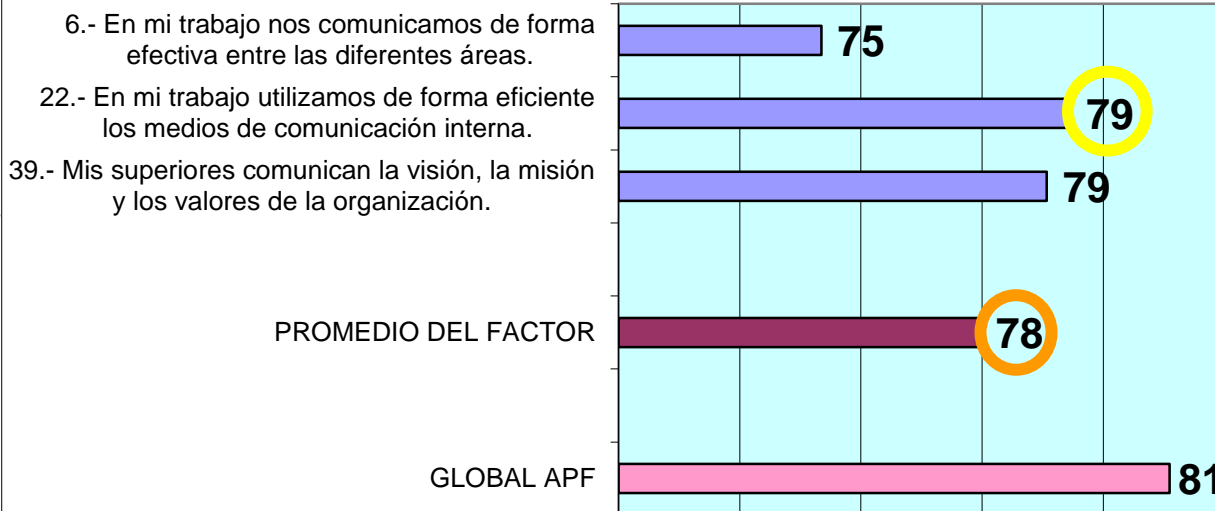 6.- En mi trabajo nos comunicamos de forma
efectiva entre las diferentes áreas.
75
22.- En mi trabajo utilizamos de forma eficiente
los medios de comunicación interna.
79
39.- Mis superiores comunican la visión, la misión
y los valores de la organización.
79
PROMEDIO DEL FACTOR
78
GLOBAL APF
81